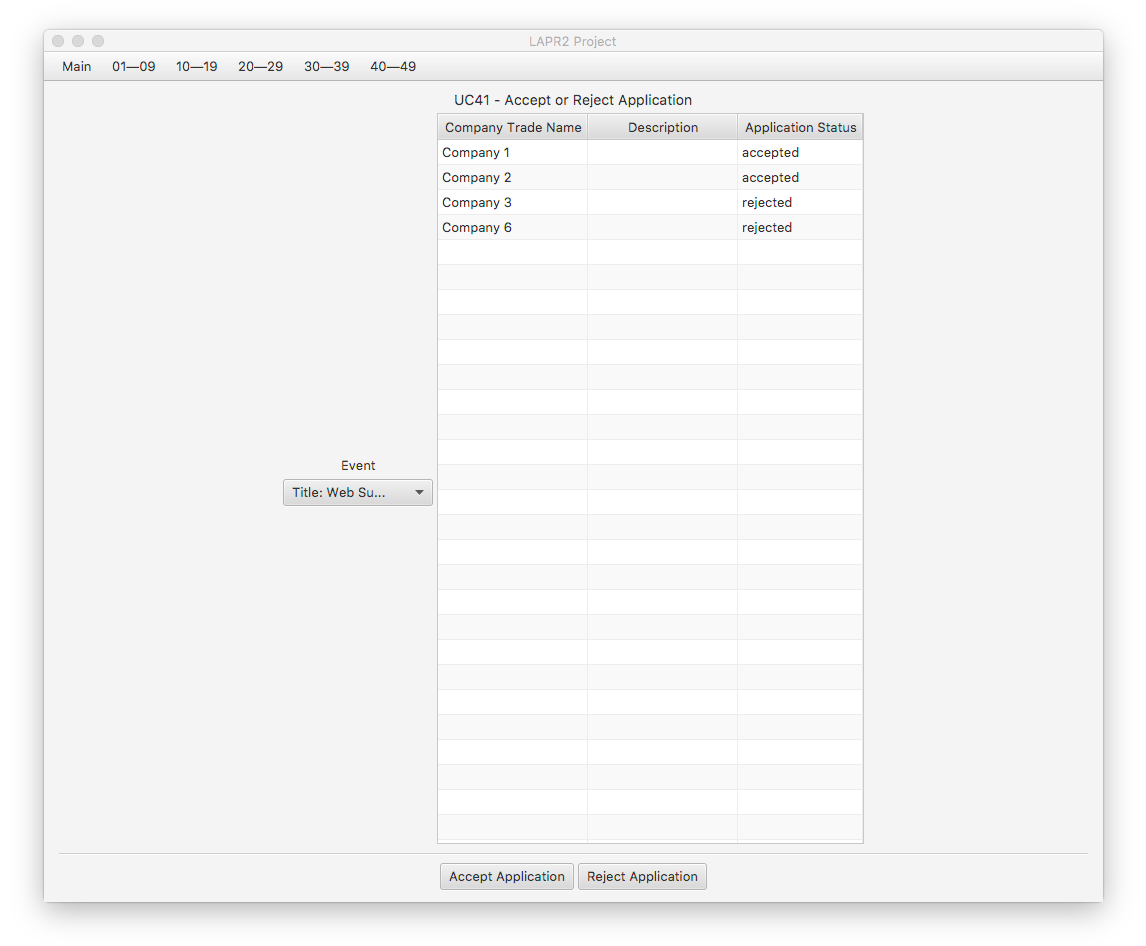 LAPR2 Project
Main 01—09 10—19 20—29 30—39 40—49
UC41 - Accept or Reject Application
Company Trade Name Description Application Status
Company 1 accepted
Company 2 accepted
Company 3 rejected
Company 6 rejected
Event
Title: Web Su...
Accept Application Reject Application